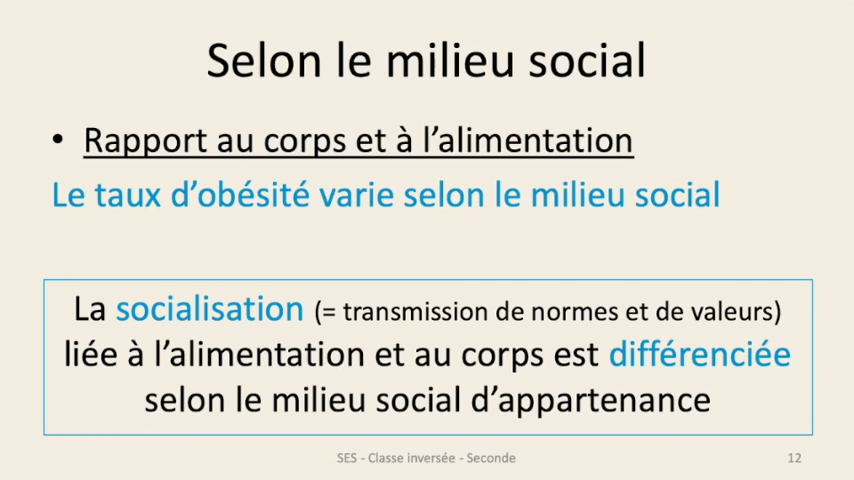 Selon le milieu social
• Rapport au corps et à l’alimentation
Le taux d’obésité varie selon le milieu social
La socialisation (= transmission de normes et de valeurs)
liée à l’alimentation et au corps est différenciée
selon le milieu social d’appartenance
SES - Classe inversée - Seconde
12